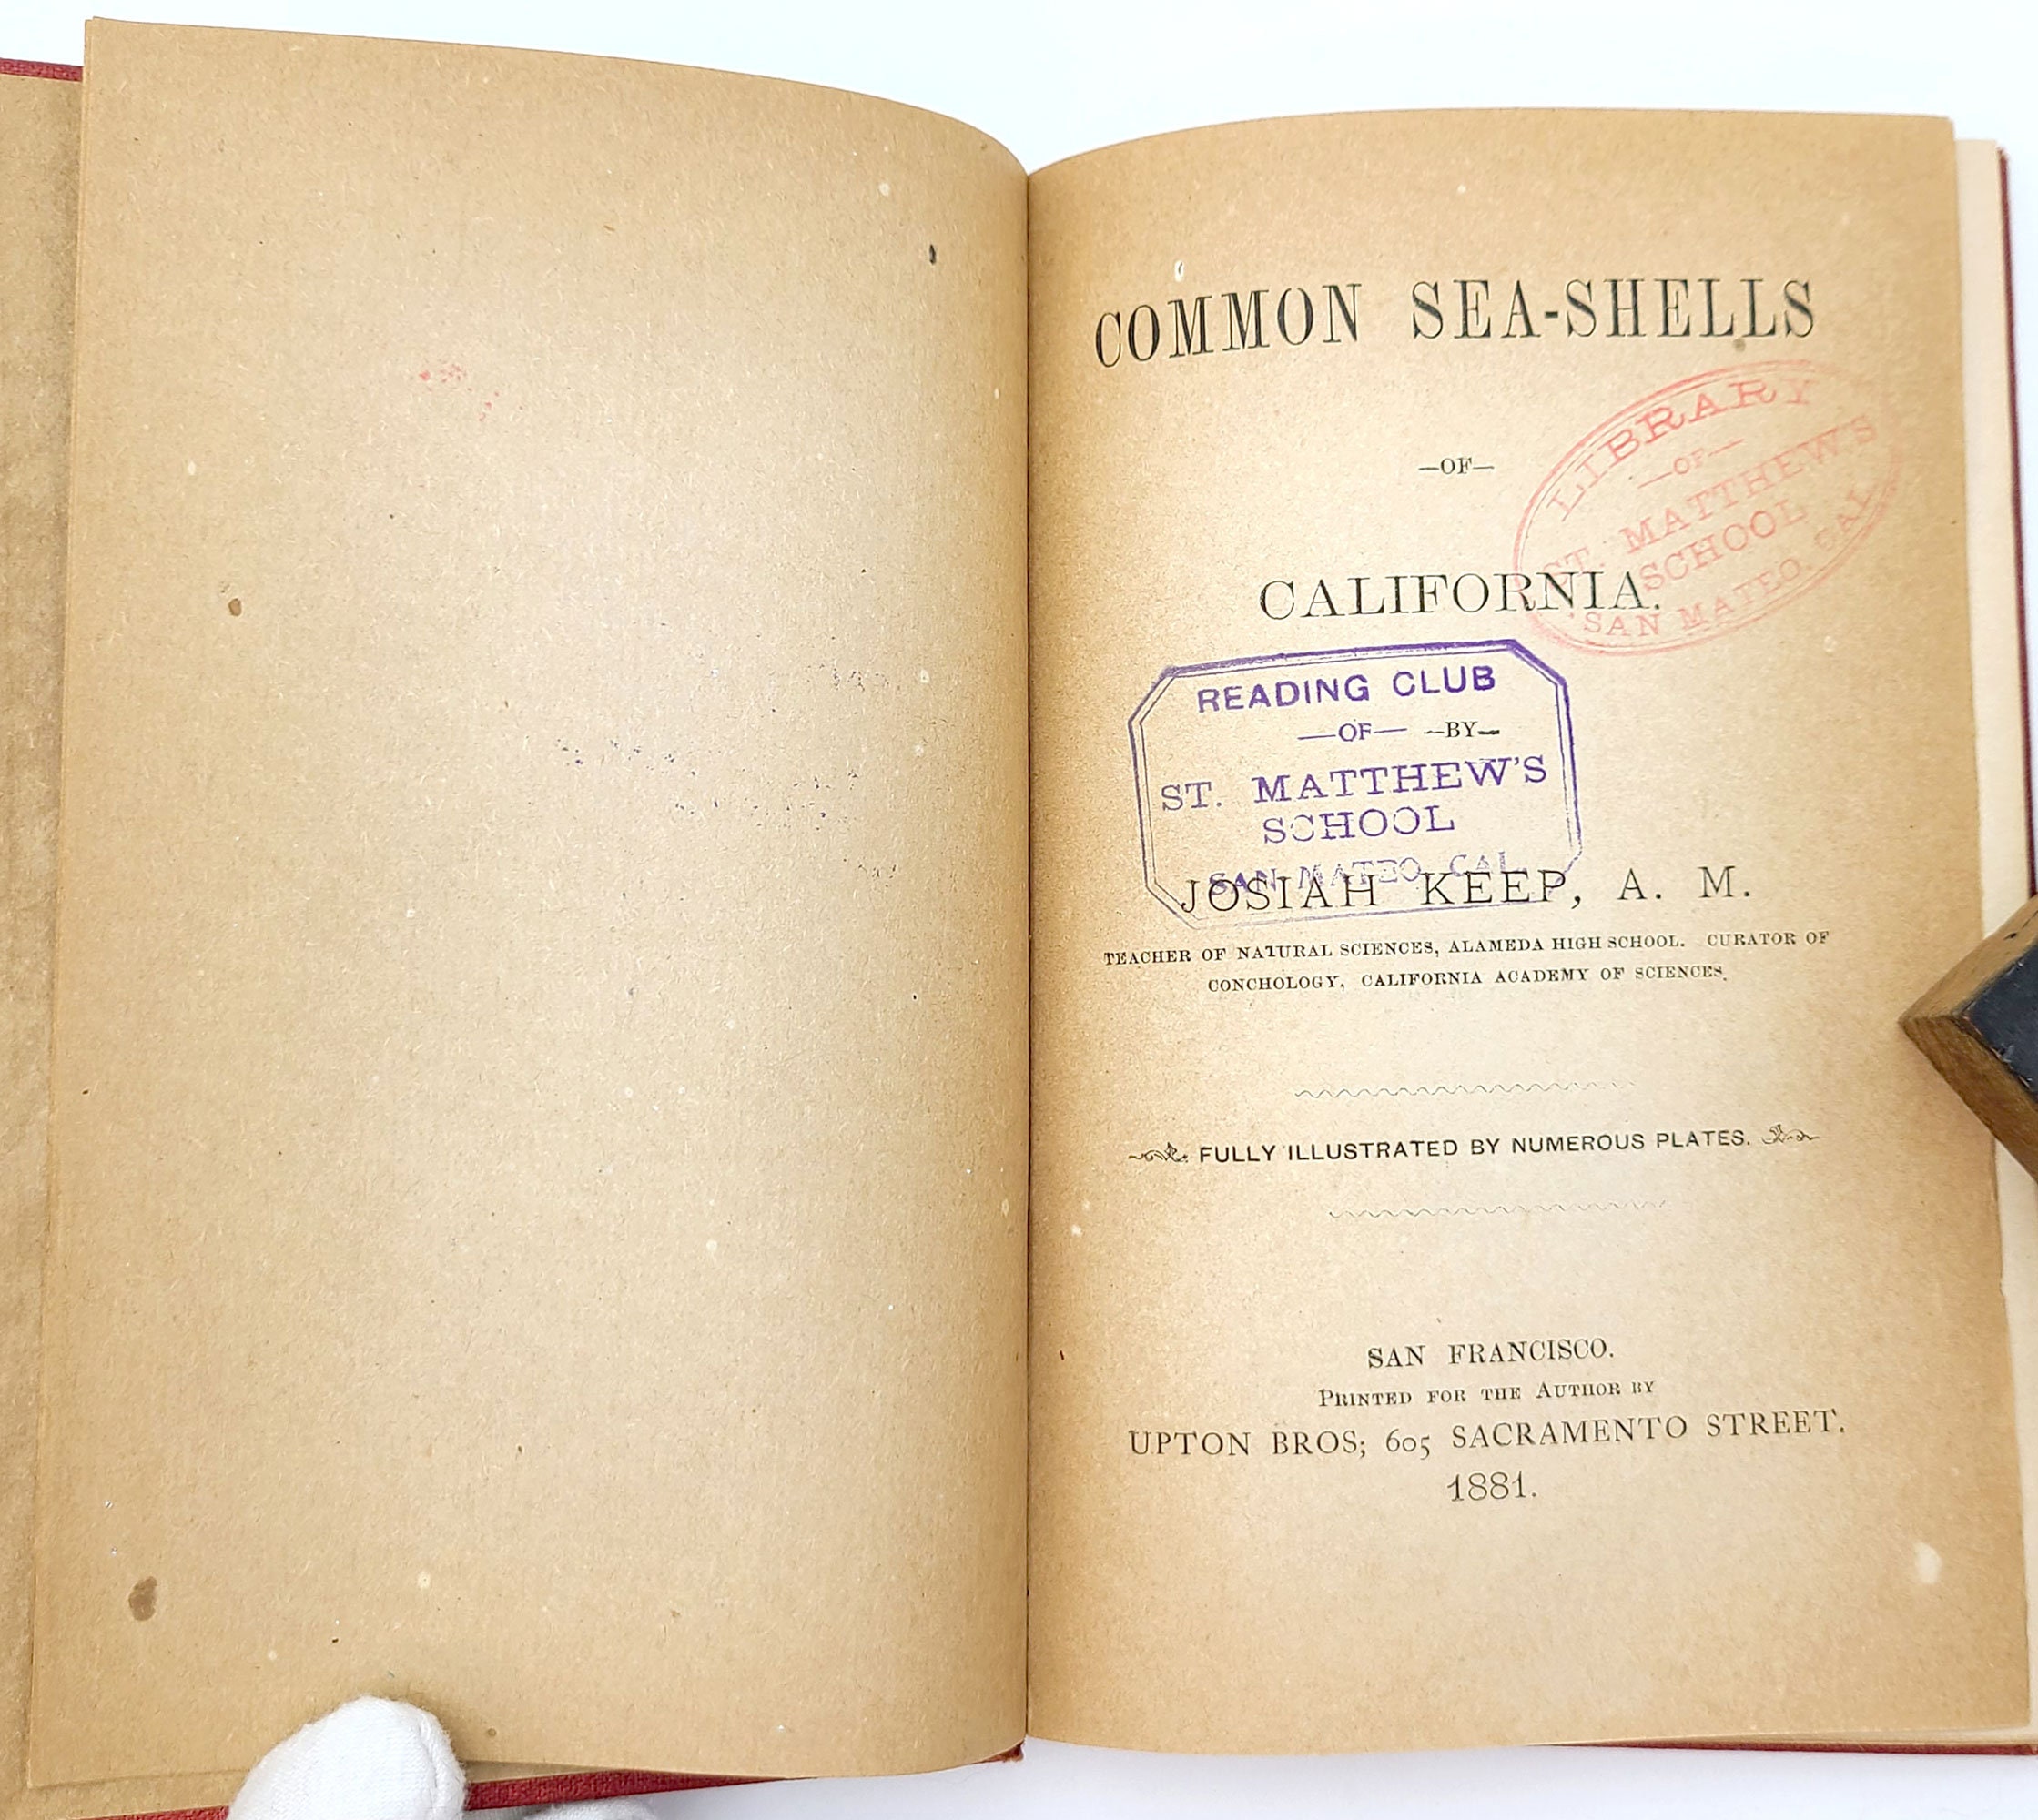 COMMON SEA-SHELLS
—OF—
CALIFORNIA.
LIBRARY
—OF—
ST. MATTHEW'S
SCHOOL
SAN MATEO. CAL
READING CLUB
—OF—
ST. MATTHEW'S
SCHOOL
SAN MATEO CAL
—BY—
JOSIAH KEEP, A. M.
TEACHER OF NATURAL SCIENCES, ALAMEDA HIGH SCHOOL. CURATOR OF
CONCHOLOGY, CALIFORNIA ACADEMY OF SCIENCES.
FULLY ILLUSTRATED BY NUMEROUS PLATES.
SAN FRANCISCO.
PRINTED FOR THE AUTHOR BY
UPTON BROS; 605 SACRAMENTO STREET.
1881.